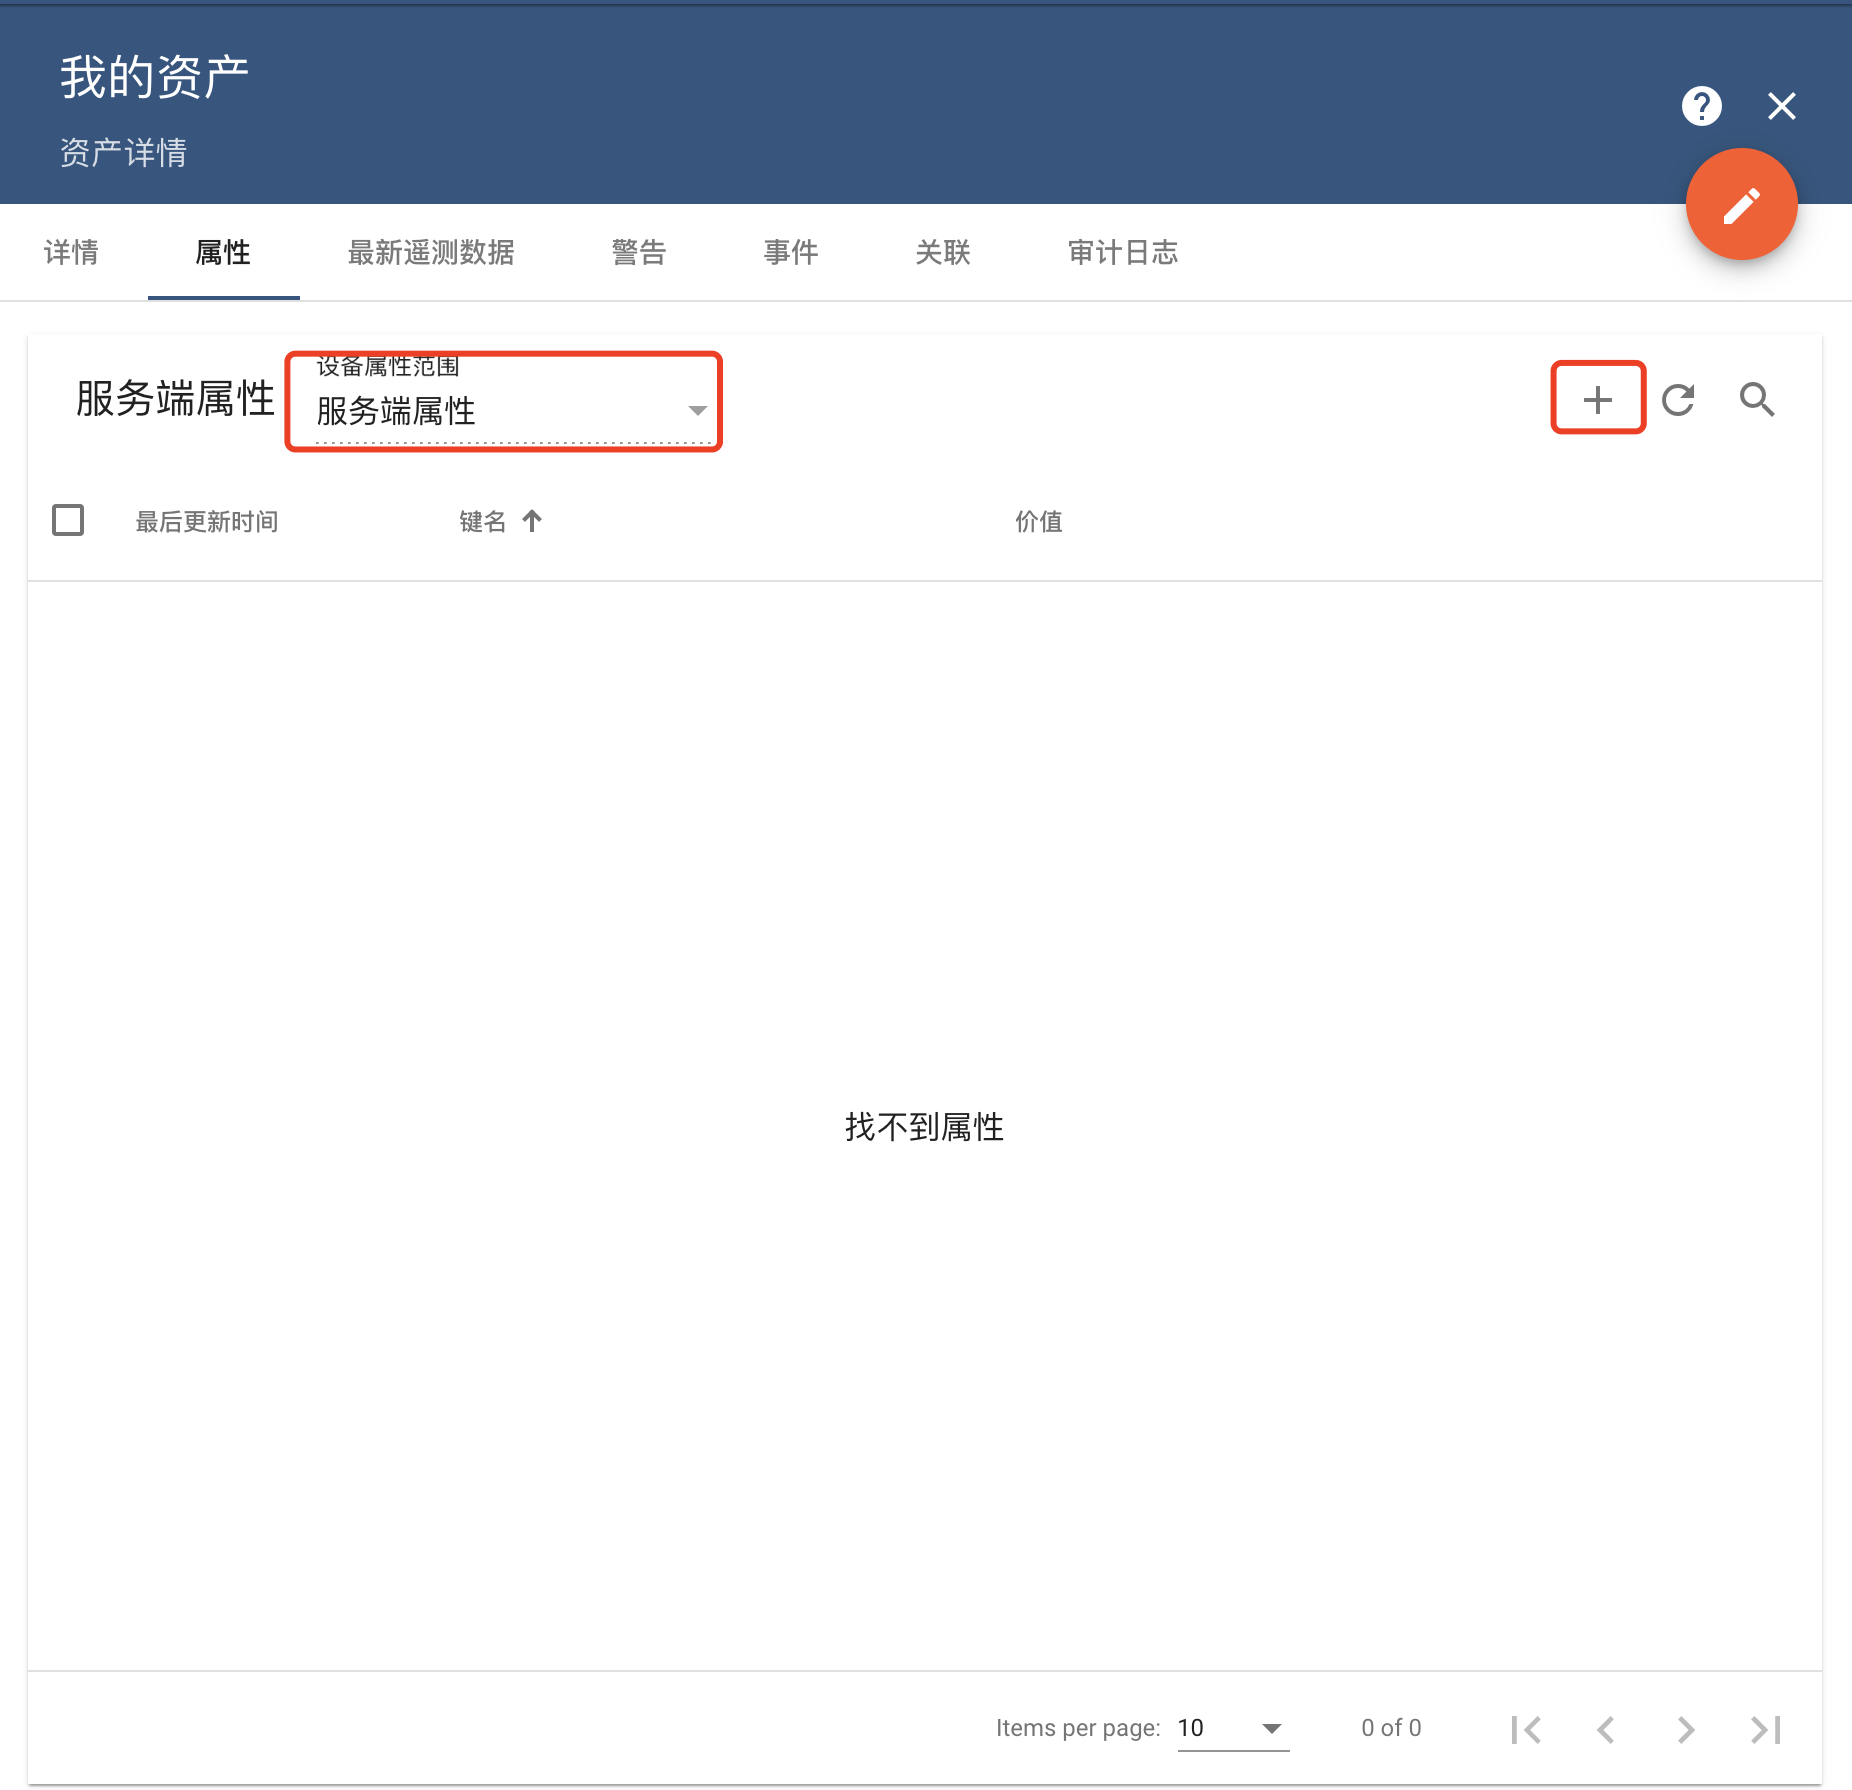 我的资产
资产详情
详情 属性 最新遥测数据 警告 事件 关联 审计日志
服务端属性
设备属性范围
服务端属性
最后更新时间 键名 价值
找不到属性
Items per page: 10 0 of 0